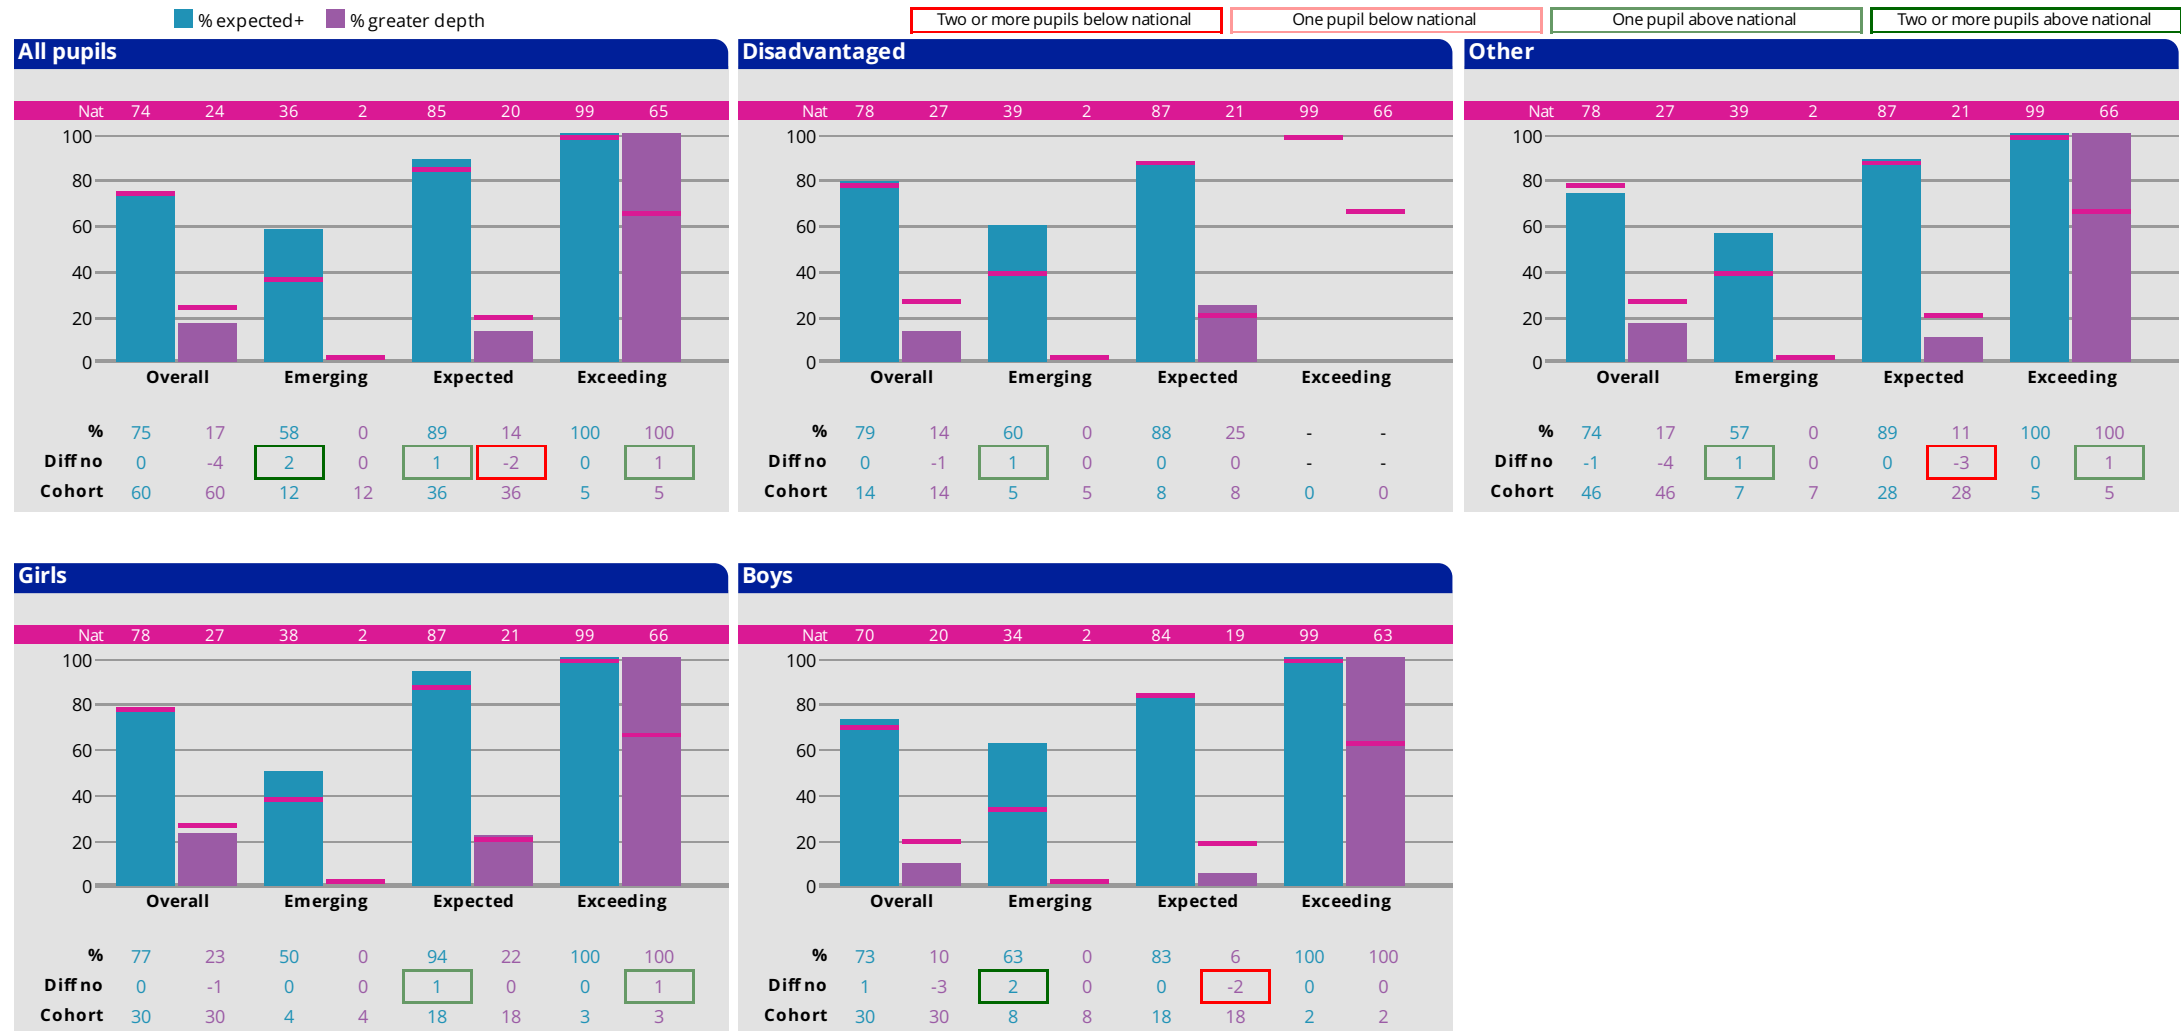 % expected+ % greater depth Two or more pupils below national One pupil below national One pupil above national Two or more pupils above national
All pupils
Nat 74 24 36 2 85 20 99 65
100
80
60
40
20
0
Overall Emerging Expected Exceeding
% 75 17 58 0 89 14 100 100
Diff no 0 -4 2 0 1 -2 0 1
Cohort 60 60 12 12 36 36 5 5
Disadvantaged
Nat 78 27 39 2 87 21 99 66
100
80
60
40
20
0
Overall Emerging Expected Exceeding
% 79 14 60 0 88 25 - -
Diff no 0 -1 1 0 0 0 - -
Cohort 14 14 5 5 8 8 0 0
Other
Nat 78 27 39 2 87 21 99 66
100
80
60
40
20
0
Overall Emerging Expected Exceeding
% 74 17 57 0 89 11 100 100
Diff no -1 -4 1 0 0 -3 0 1
Cohort 46 46 7 7 28 28 5 5
Girls
Nat 78 27 38 2 87 21 99 66
100
80
60
40
20
0
Overall Emerging Expected Exceeding
% 77 23 50 0 94 22 100 100
Diff no 0 -1 0 0 1 0 0 1
Cohort 30 30 4 4 18 18 3 3
Boys
Nat 70 20 34 2 84 19 99 63
100
80
60
40
20
0
Overall Emerging Expected Exceeding
% 73 10 63 0 83 6 100 100
Diff no 1 -3 2 0 0 -2 0 0
Cohort 30 30 8 8 18 18 2 2